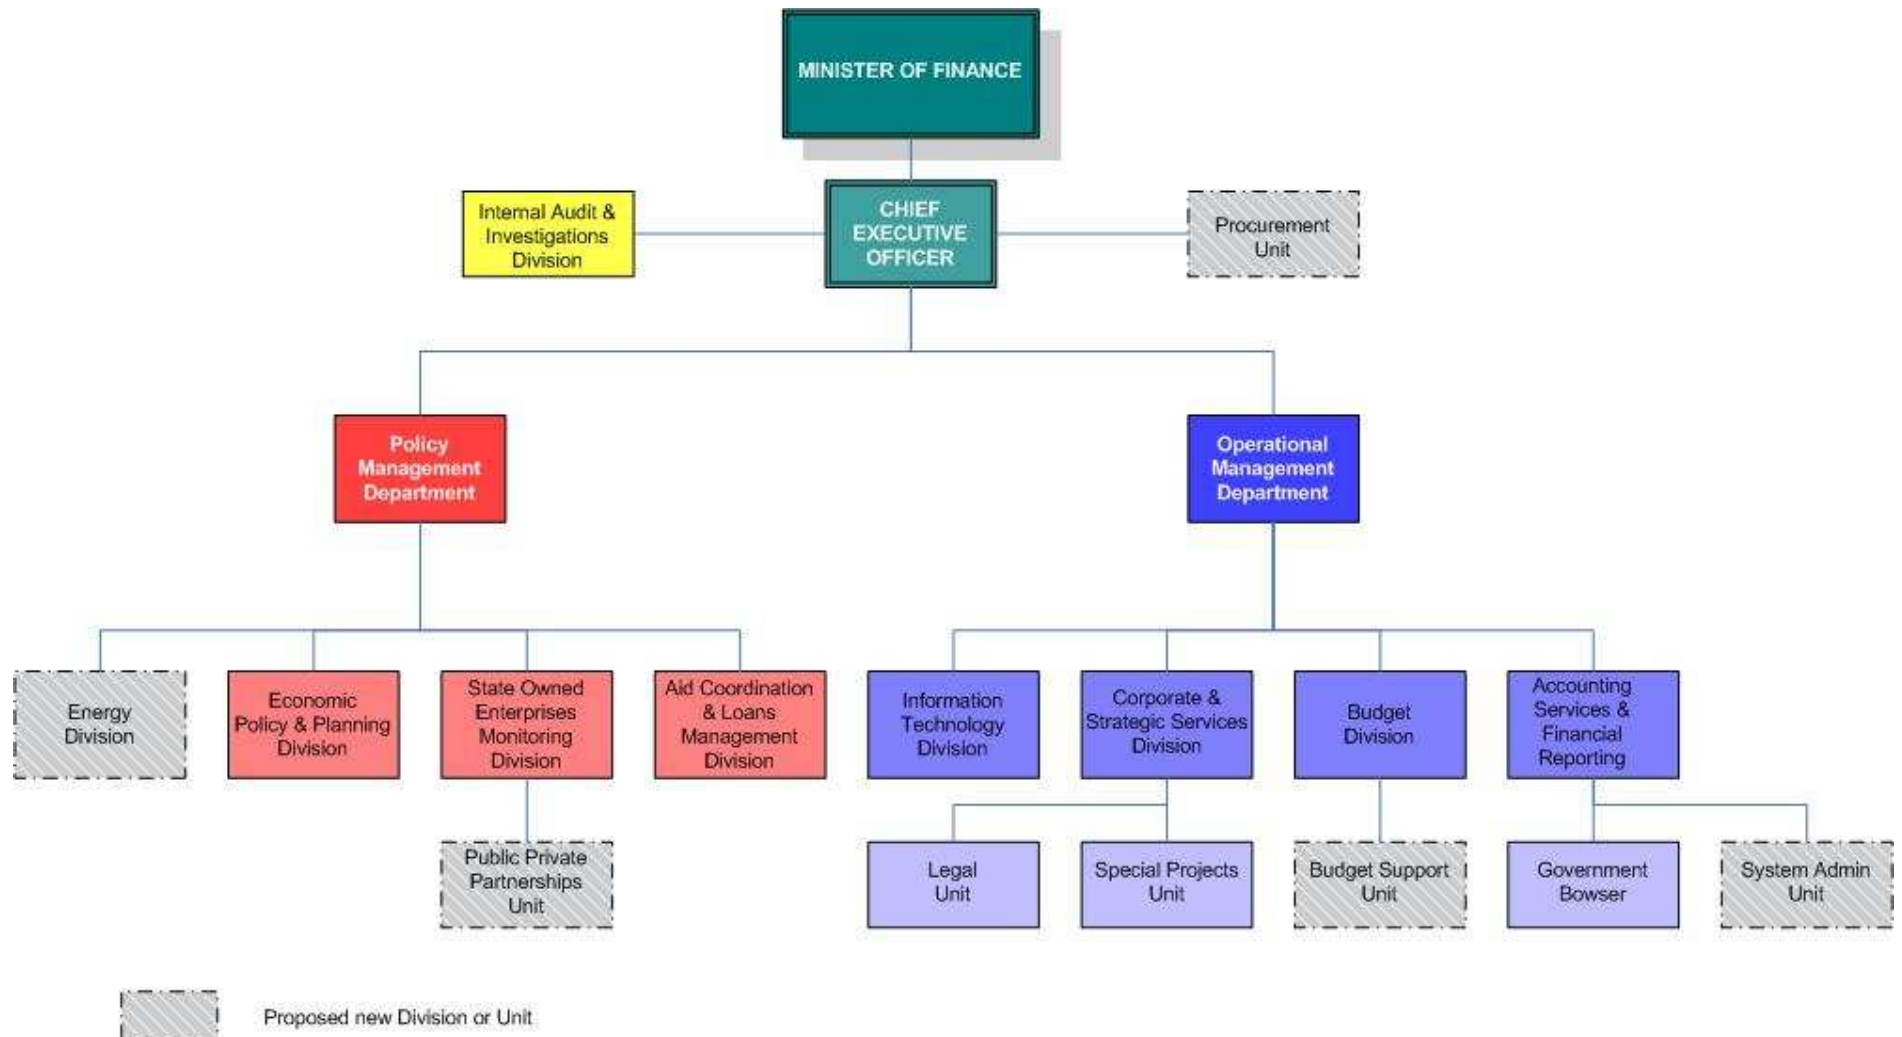 MINISTER OF FINANCE
Internal Audit &
Investigations
Division
CHIEF
EXECUTIVE
OFFICER
Procurement
Unit
Policy
Management
Department
Operational
Management
Department
Energy
Division
Economic
Policy & Planning
Division
State Owned
Enterprises
Monitoring
Division
Aid Coordination
& Loans
Management
Division
Information
Technology
Division
Corporate &
Strategic Services
Division
Budget
Division
Accounting
Services &
Financial
Reporting
Public Private
Partnerships
Unit
Legal
Unit
Special Projects
Unit
Budget Support
Unit
Government
Bowser
System Admin
Unit
Proposed new Division or Unit